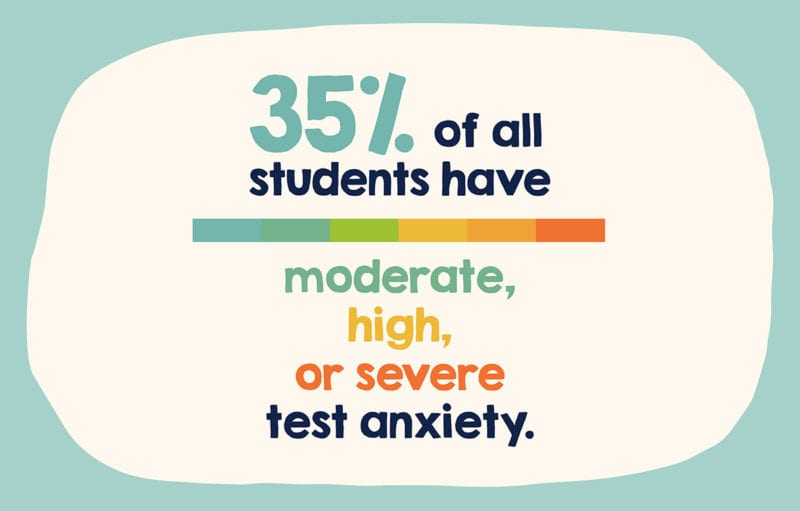 35% of all
students have
moderate,
high,
or severe
test anxiety.